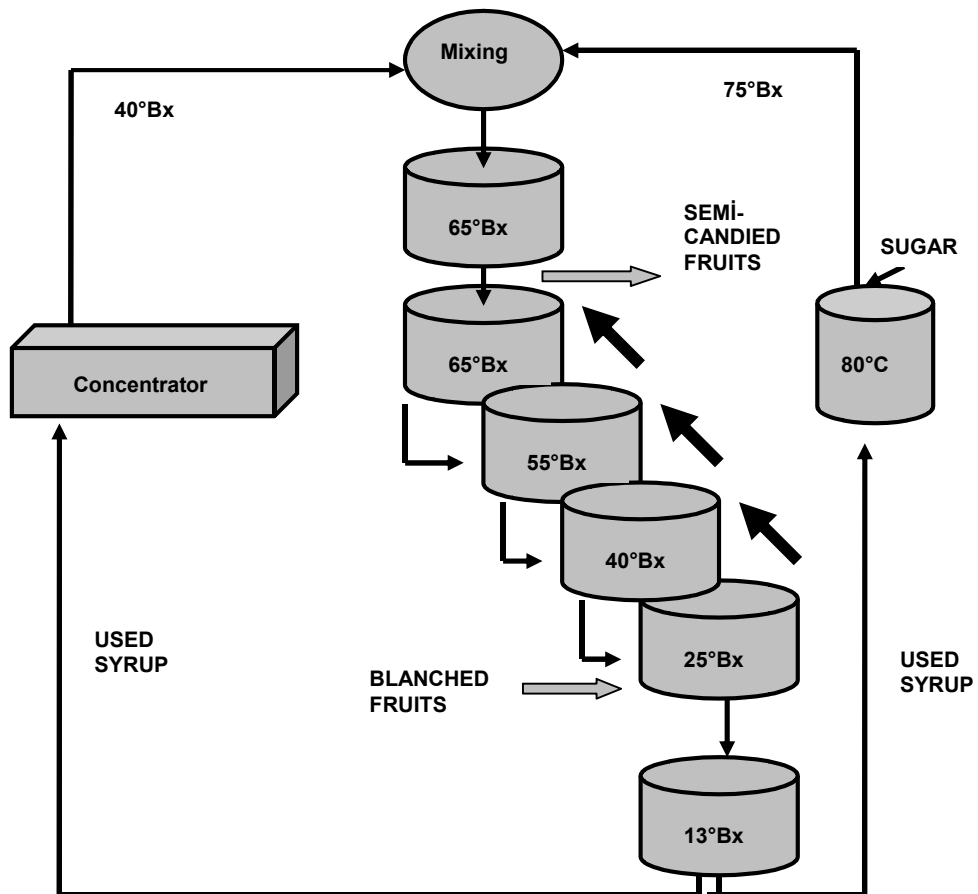 Mixing
40°Bx
75°Bx
65°Bx
SEMİ-
CANDIED
FRUITS
SUGAR
65°Bx
80°C
Concentrator
55°Bx
40°Bx
USED
SYRUP
25°Bx
USED
SYRUP
BLANCHED
FRUITS
13°Bx